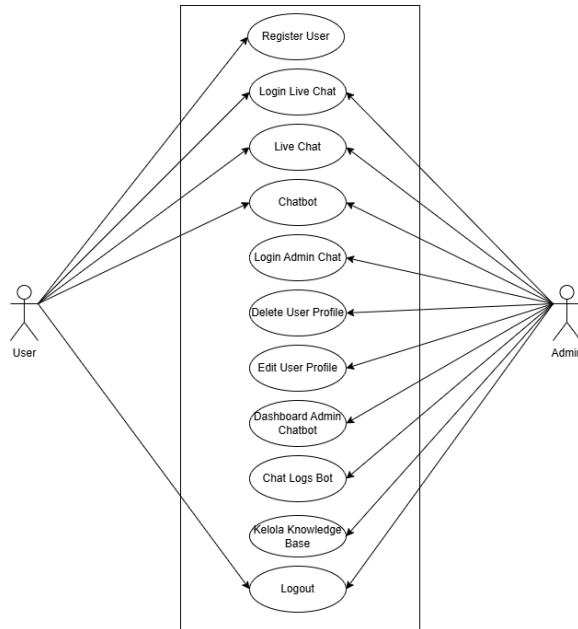 Register User
Login Live Chat
Live Chat
Chatbot
Login Admin Chat
Delete User Profile
User
Admin
Edit User Profile
Dashboard Admin
Chatbot
Chat Logs Bot
Kelola Knowledge
Base
Logout